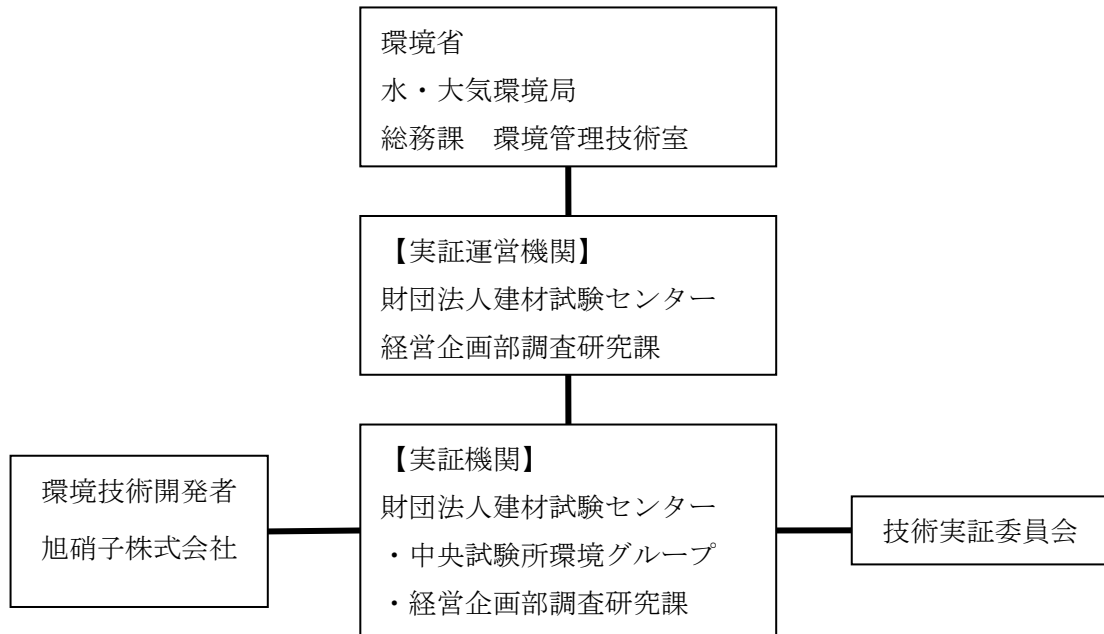 環境省
水・大気環境局
総務課　環境管理技術室
【実証運営機関】
財団法人建材試験センター
経営企画部調査研究課
【実証機関】
財団法人建材試験センター
・中央試験所環境グループ
・経営企画部調査研究課
環境技術開発者
旭硝子株式会社
技術実証委員会